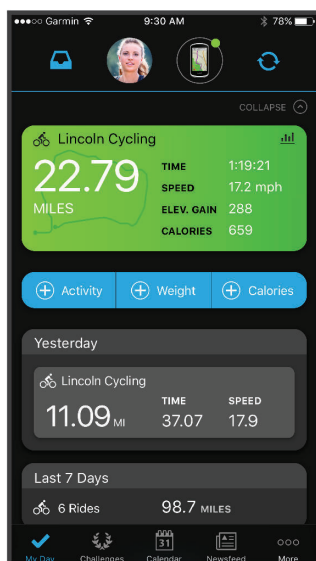 Garmin 9:30 AM 78%
COLLAPSE
Lincoln Cycling
22.79
MILES
TIME 1:19:21
SPEED 17.2 mph
ELEV. GAIN 288
CALORIES 659
Activity Weight Calories
Yesterday
Lincoln Cycling
11.09 MI
TIME SPEED
37.07 17.9
Last 7 Days
6 Rides 98.7 MILES
31
My Day Challenges Calendar Newsfeed More